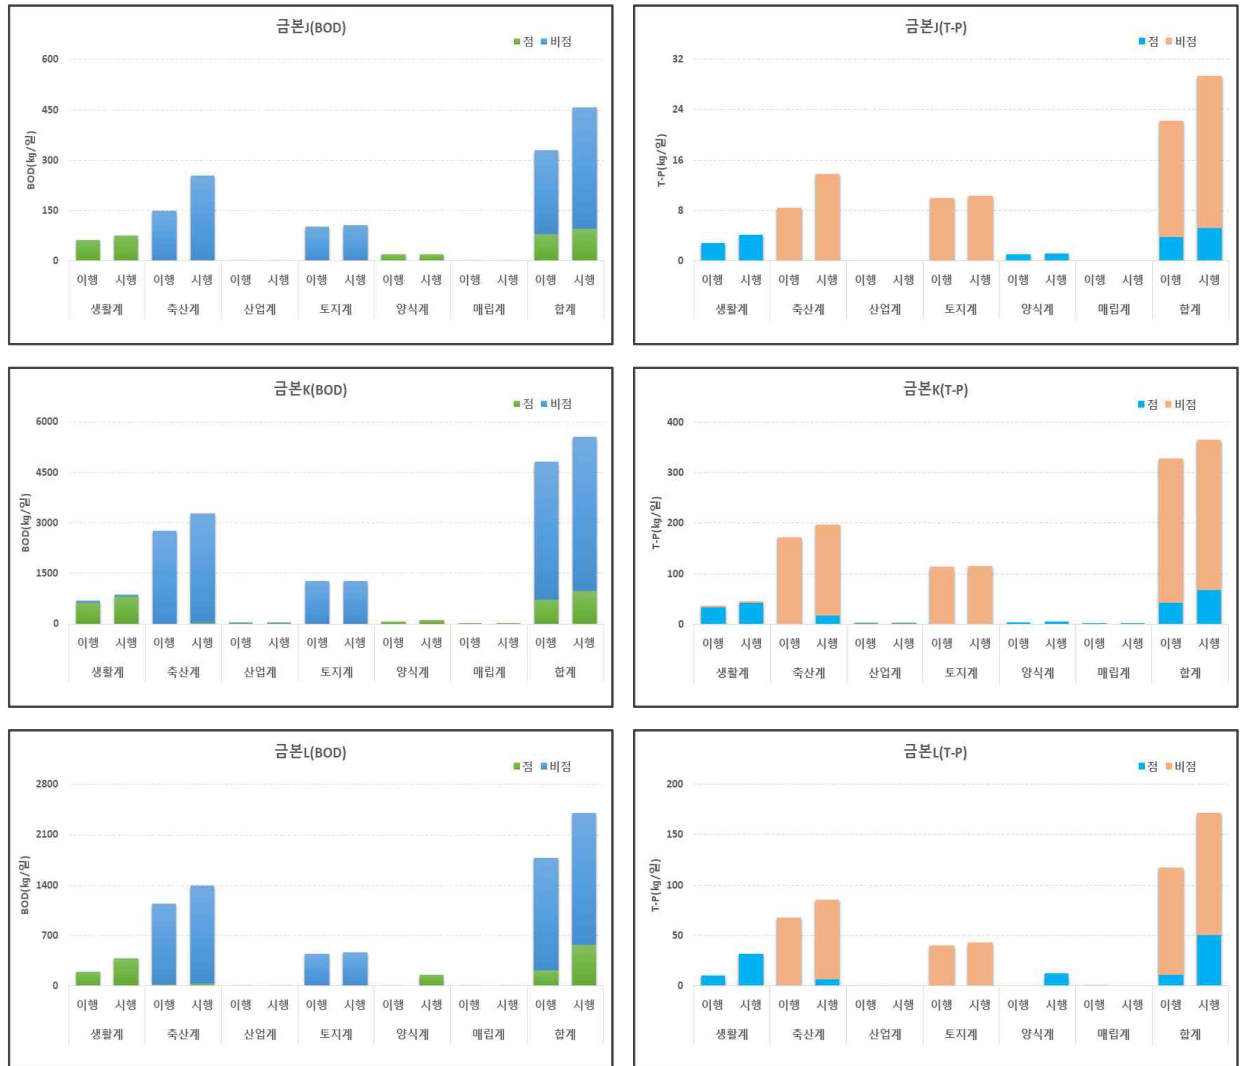 금본J(BOD)
점 비점
BOD(kg/일)
600
450
300
150
0
이행 시행 이행 시행 이행 시행 이행 시행 이행 시행 이행 시행 이행 시행
생활계 축산계 산업계 토지계 양식계 매립계 합계
금본J(T-P)
점 비점
T-P(kg/일)
32
24
16
8
0
이행 시행 이행 시행 이행 시행 이행 시행 이행 시행 이행 시행 이행 시행
생활계 축산계 산업계 토지계 양식계 매립계 합계
금본K(BOD)
점 비점
BOD(kg/일)
6000
4500
3000
1500
0
이행 시행 이행 시행 이행 시행 이행 시행 이행 시행 이행 시행 이행 시행
생활계 축산계 산업계 토지계 양식계 매립계 합계
금본K(T-P)
점 비점
T-P(kg/일)
400
300
200
100
0
이행 시행 이행 시행 이행 시행 이행 시행 이행 시행 이행 시행 이행 시행
생활계 축산계 산업계 토지계 양식계 매립계 합계
금본L(BOD)
점 비점
BOD(kg/일)
2800
2100
1400
700
0
이행 시행 이행 시행 이행 시행 이행 시행 이행 시행 이행 시행 이행 시행
생활계 축산계 산업계 토지계 양식계 매립계 합계
금본L(T-P)
점 비점
T-P(kg/일)
200
150
100
50
0
이행 시행 이행 시행 이행 시행 이행 시행 이행 시행 이행 시행 이행 시행
생활계 축산계 산업계 토지계 양식계 매립계 합계